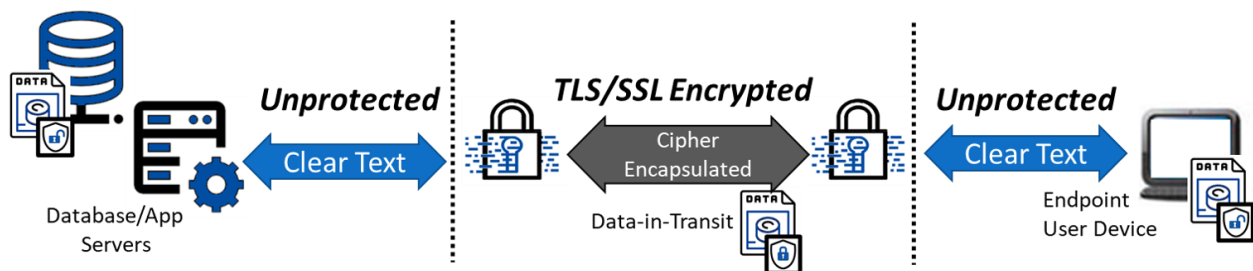 DATA
Database/App
Servers
Unprotected
Clear Text
TLS/SSL Encrypted
Cipher
Encapsulated
Data-in-Transit
DATA
Unprotected
Clear Text
Endpoint
User Device
DATA